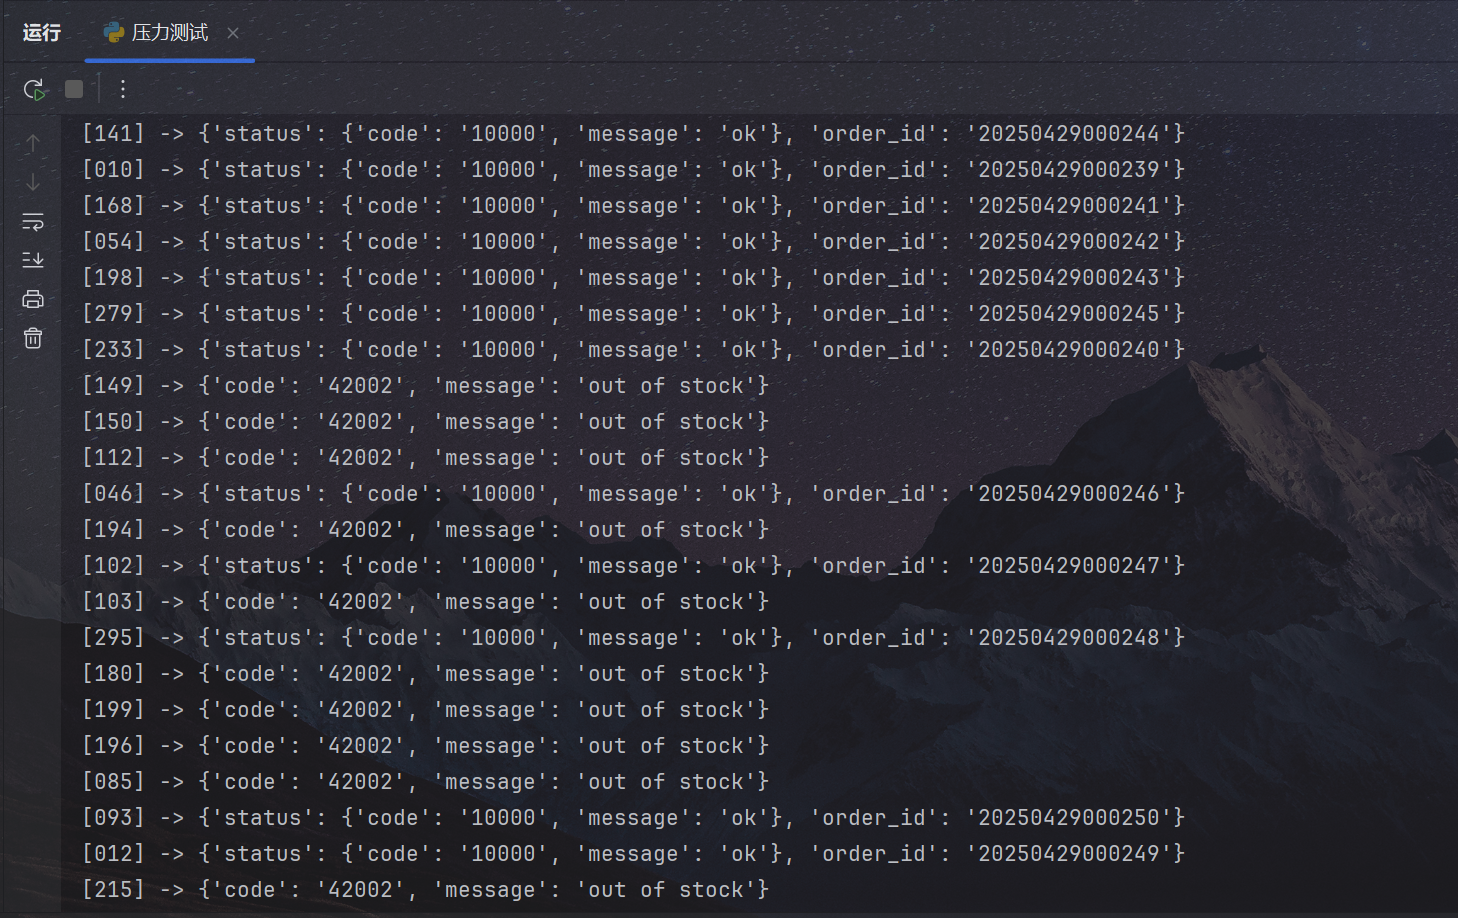 运行 压力测试
[141] -> {'status': {'code': '10000', 'message': 'ok'}, 'order_id': '20250429000244'}
[010] -> {'status': {'code': '10000', 'message': 'ok'}, 'order_id': '20250429000239'}
[168] -> {'status': {'code': '10000', 'message': 'ok'}, 'order_id': '20250429000241'}
[054] -> {'status': {'code': '10000', 'message': 'ok'}, 'order_id': '20250429000242'}
[198] -> {'status': {'code': '10000', 'message': 'ok'}, 'order_id': '20250429000243'}
[279] -> {'status': {'code': '10000', 'message': 'ok'}, 'order_id': '20250429000245'}
[233] -> {'status': {'code': '10000', 'message': 'ok'}, 'order_id': '20250429000240'}
[149] -> {'code': '42002', 'message': 'out of stock'}
[150] -> {'code': '42002', 'message': 'out of stock'}
[112] -> {'code': '42002', 'message': 'out of stock'}
[046] -> {'status': {'code': '10000', 'message': 'ok'}, 'order_id': '20250429000246'}
[194] -> {'code': '42002', 'message': 'out of stock'}
[102] -> {'status': {'code': '10000', 'message': 'ok'}, 'order_id': '20250429000247'}
[103] -> {'code': '42002', 'message': 'out of stock'}
[295] -> {'status': {'code': '10000', 'message': 'ok'}, 'order_id': '20250429000248'}
[180] -> {'code': '42002', 'message': 'out of stock'}
[199] -> {'code': '42002', 'message': 'out of stock'}
[196] -> {'code': '42002', 'message': 'out of stock'}
[085] -> {'code': '42002', 'message': 'out of stock'}
[093] -> {'status': {'code': '10000', 'message': 'ok'}, 'order_id': '20250429000250'}
[012] -> {'status': {'code': '10000', 'message': 'ok'}, 'order_id': '20250429000249'}
[215] -> {'code': '42002', 'message': 'out of stock'}